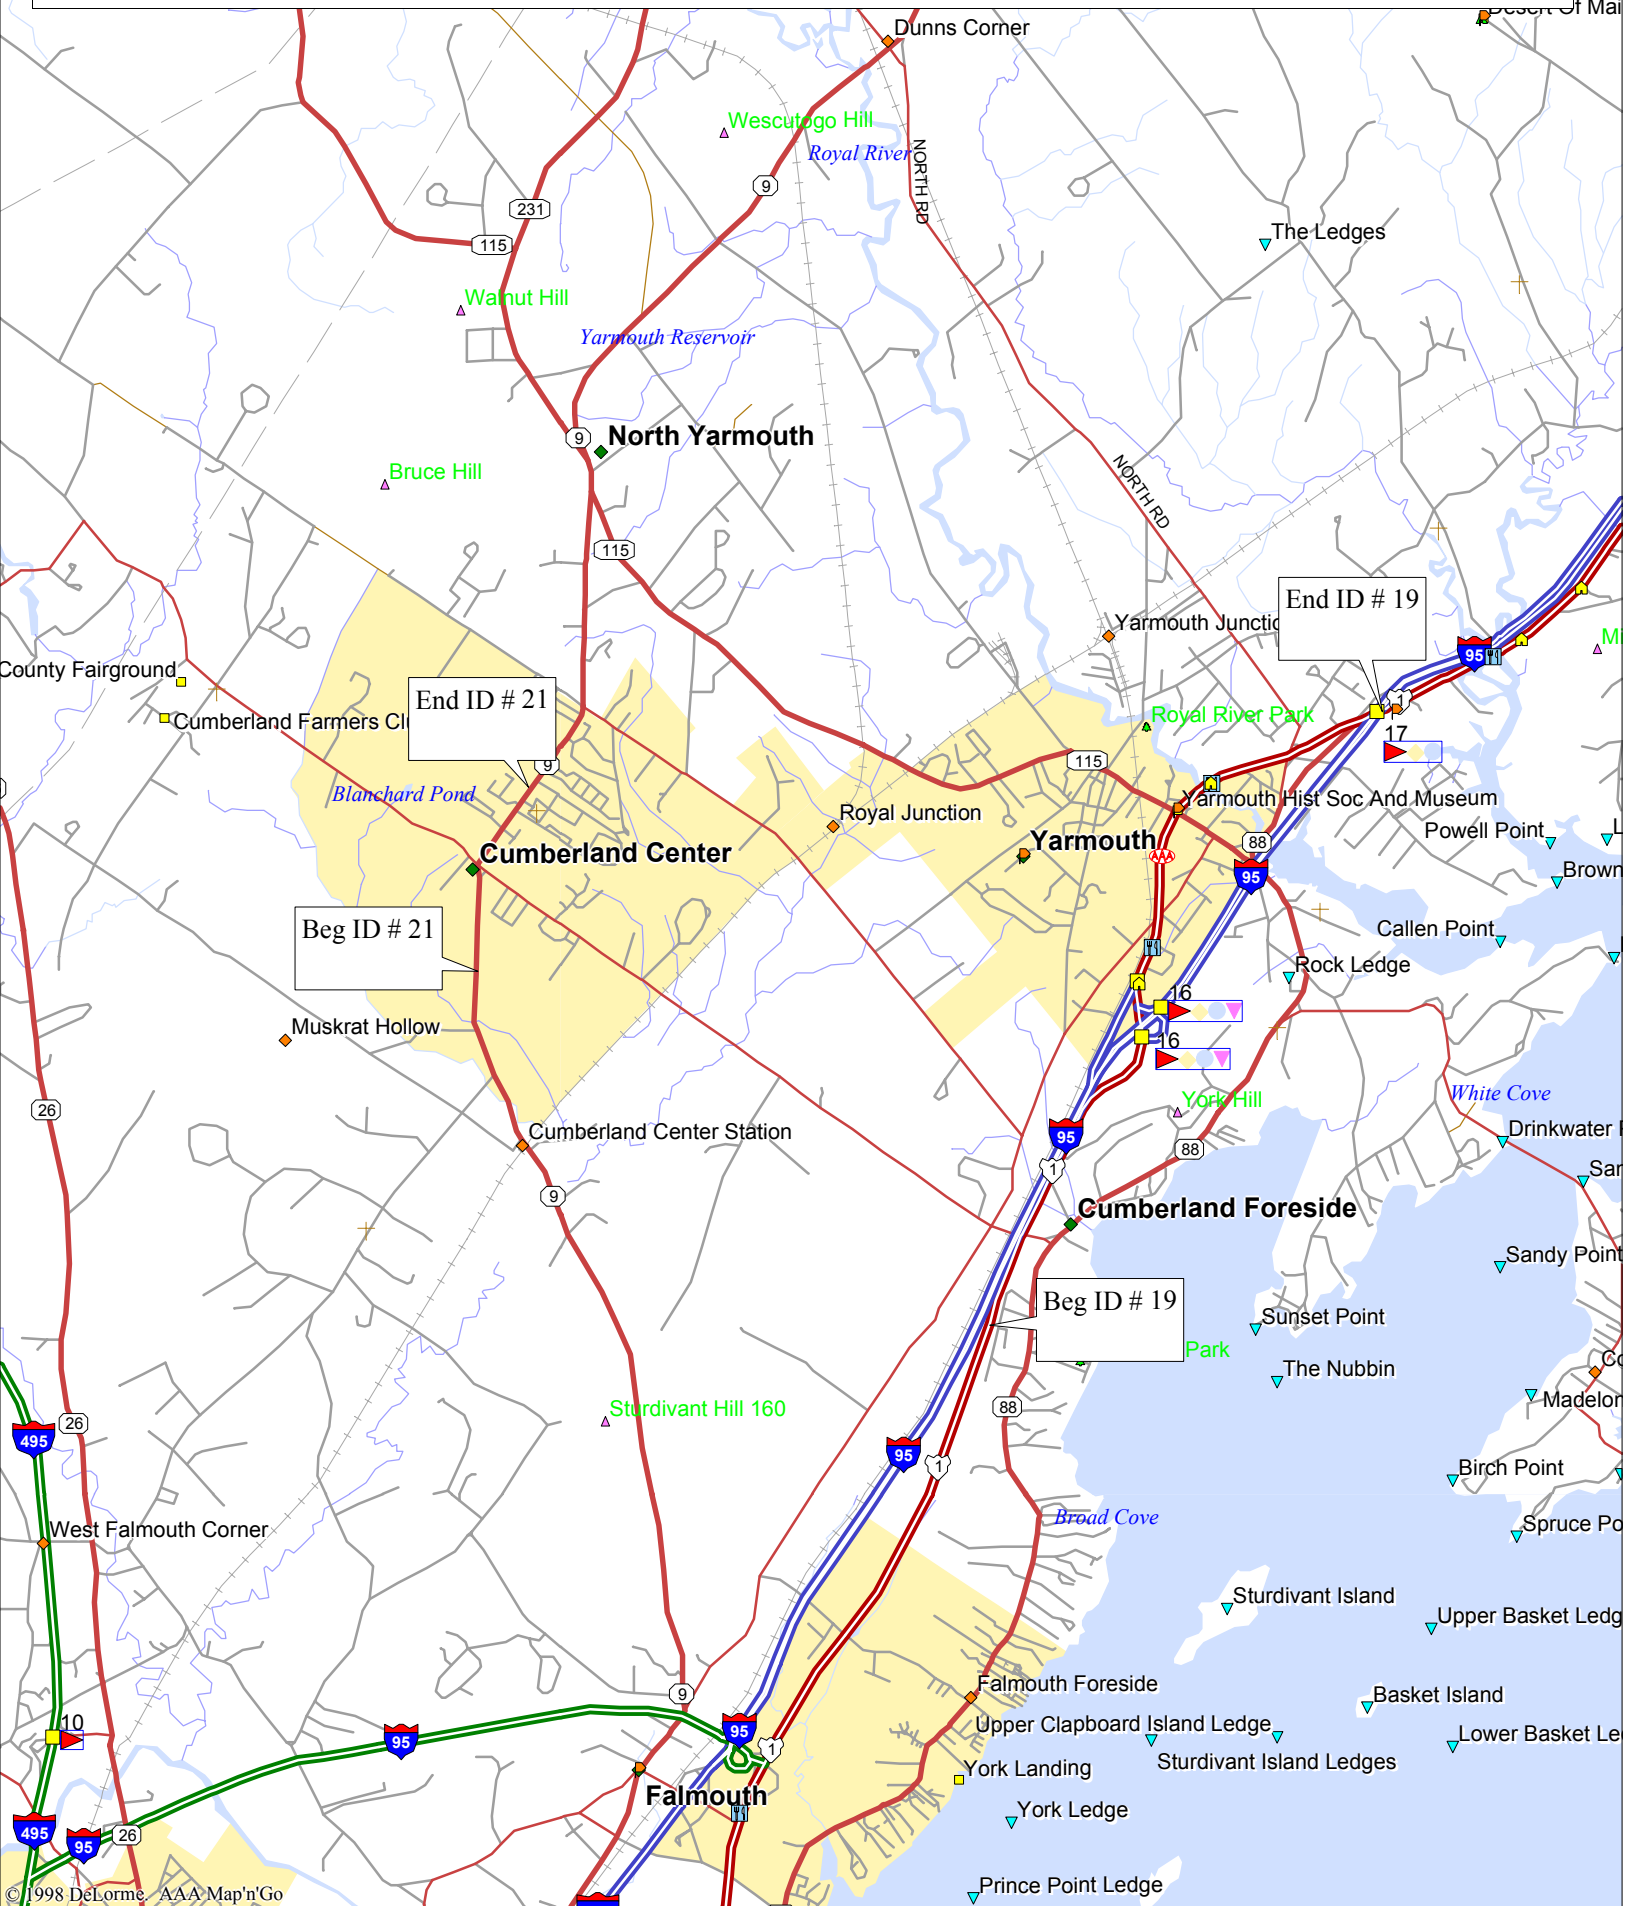 Dunns Corner
Wescutogo Hill
Royal River
NORTH RD
9
231
115
The Ledges
Walnut Hill
Yarmouth Reservoir
9
North Yarmouth
Bruce Hill
NORTH RD
115
End ID # 19
Yarmouth Junctio
95
County Fairground
End ID # 21
1
Cumberland Farmers Clu
Royal River Park
17
9
115
Blanchard Pond
Yarmouth Hist Soc And Museum
Royal Junction
Powell Point
Yarmouth
88
AAA
Cumberland Center
95
Brown
Beg ID # 21
Callen Point
Rock Ledge
16
Muskrat Hollow
16
White Cove
26
York Hill
Cumberland Center Station
95
88
Drinkwater
1
9
Cumberland Foreside
Sandy Point
Beg ID # 19
Sunset Point
Park
The Nubbin
Madelon
88
Sturdivant Hill 160
26
495
95
1
Birch Point
Broad Cove
Spruce Po
West Falmouth Corner
Sturdivant Island
Upper Basket Ledg
9
Falmouth Foreside
Basket Island
10
Upper Clapboard Island Ledge
95
95
1
Lower Basket Le
Sturdivant Island Ledges
York Landing
Falmouth
York Ledge
495
95
26
Prince Point Ledge
© 1998 DeLorme. AAA Map'n'Go